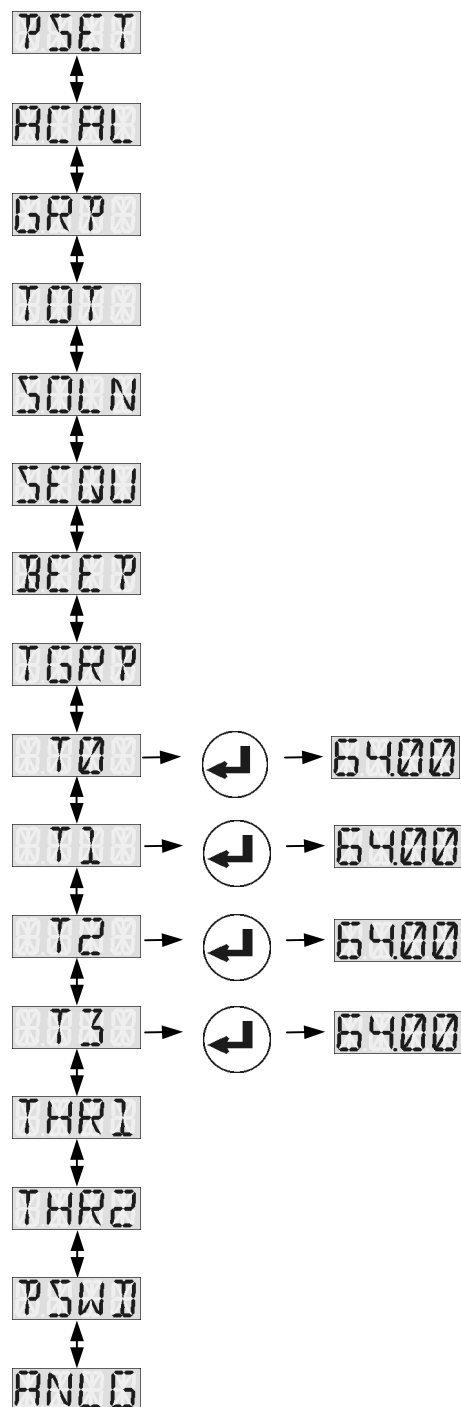 PSET
ACAL
GRP
TOT
SOLN
SEQU
BEEP
TGRP
T0 64.00
T1 64.00
T2 64.00
T3 64.00
THR1
THR2
PSWD
ANLG